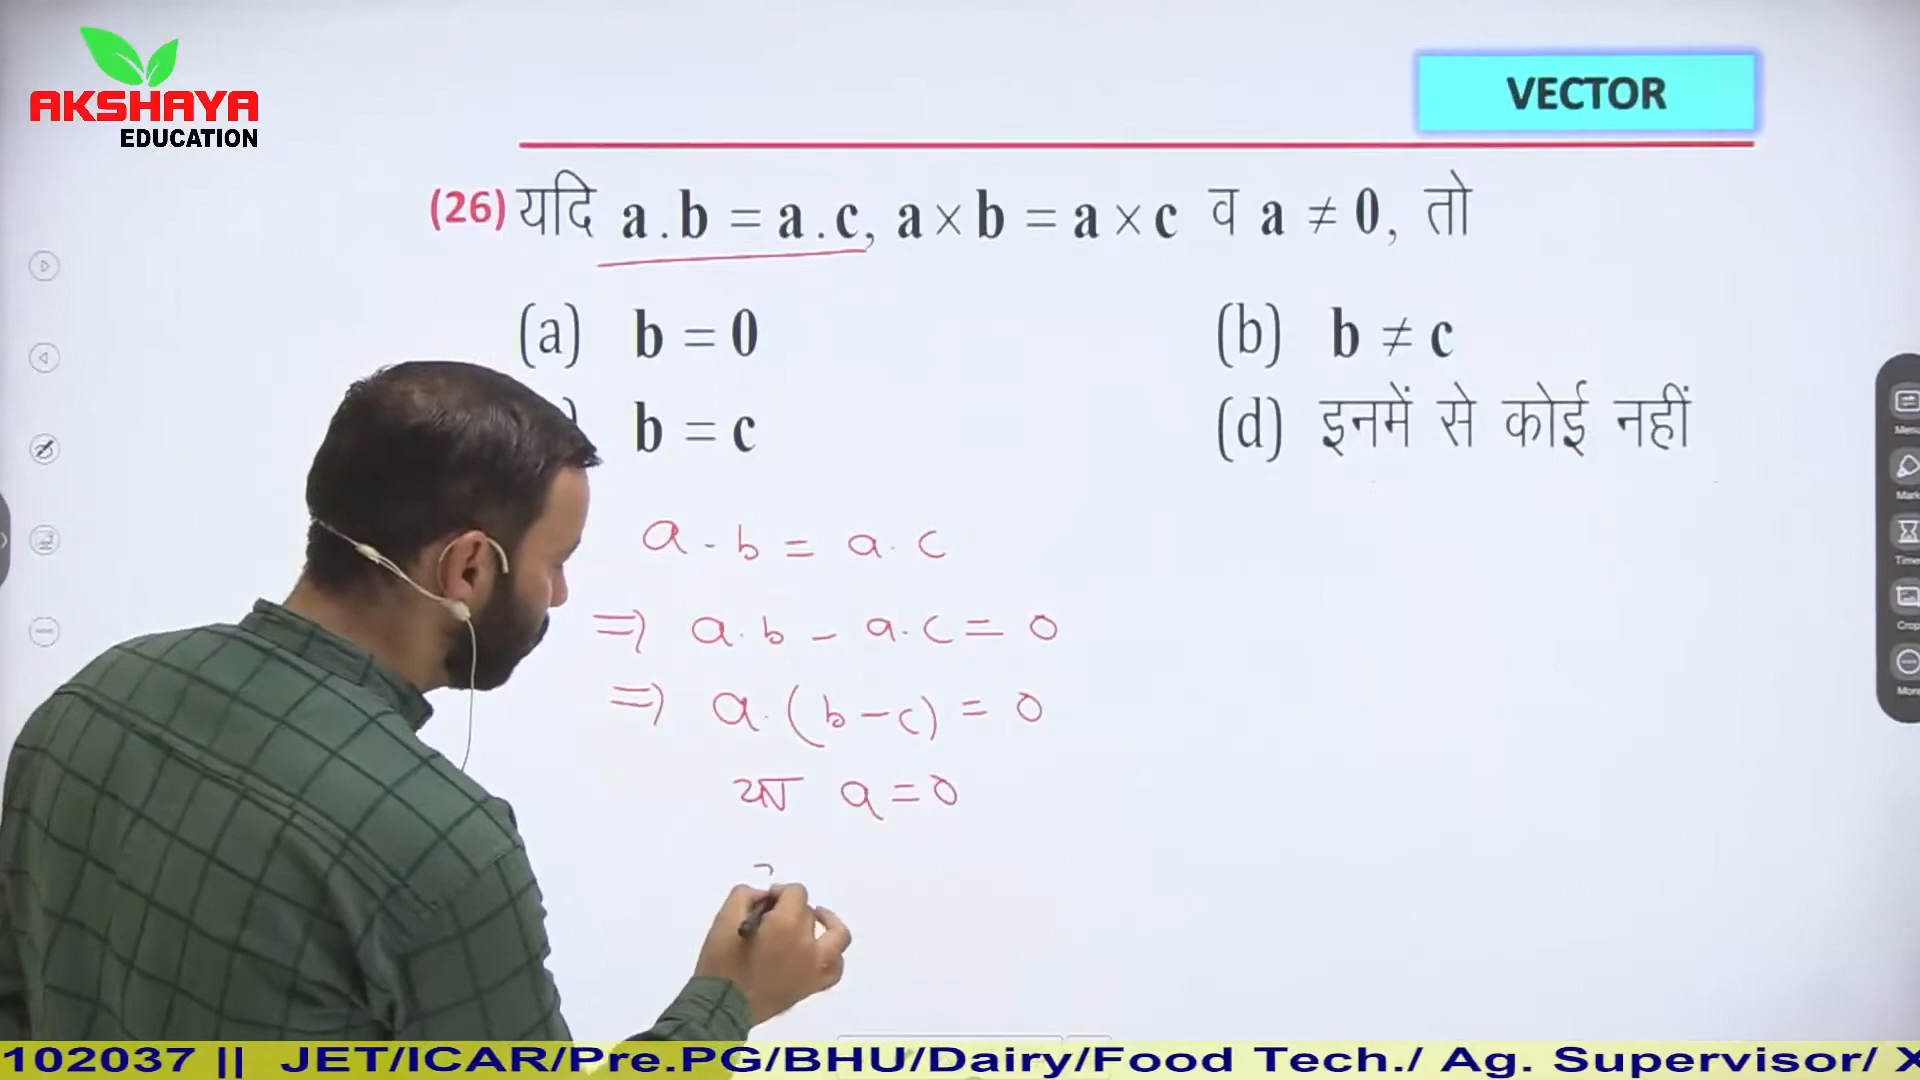 AKSHAYA
EDUCATION
VECTOR
(26) यदि a . b = a . c, a × b = a × c व a ≠ 0, तो
(a) b = 0
(b) b ≠ c
b = c
(d) इनमें से कोई नहीं
a . b = a . c
⇒ a . b - a . c = 0
⇒ a . (b - c) = 0
या a = 0
102037 || JET/ICAR/Pre.PG/BHU/Dairy/Food Tech./ Ag. Supervisor/ X